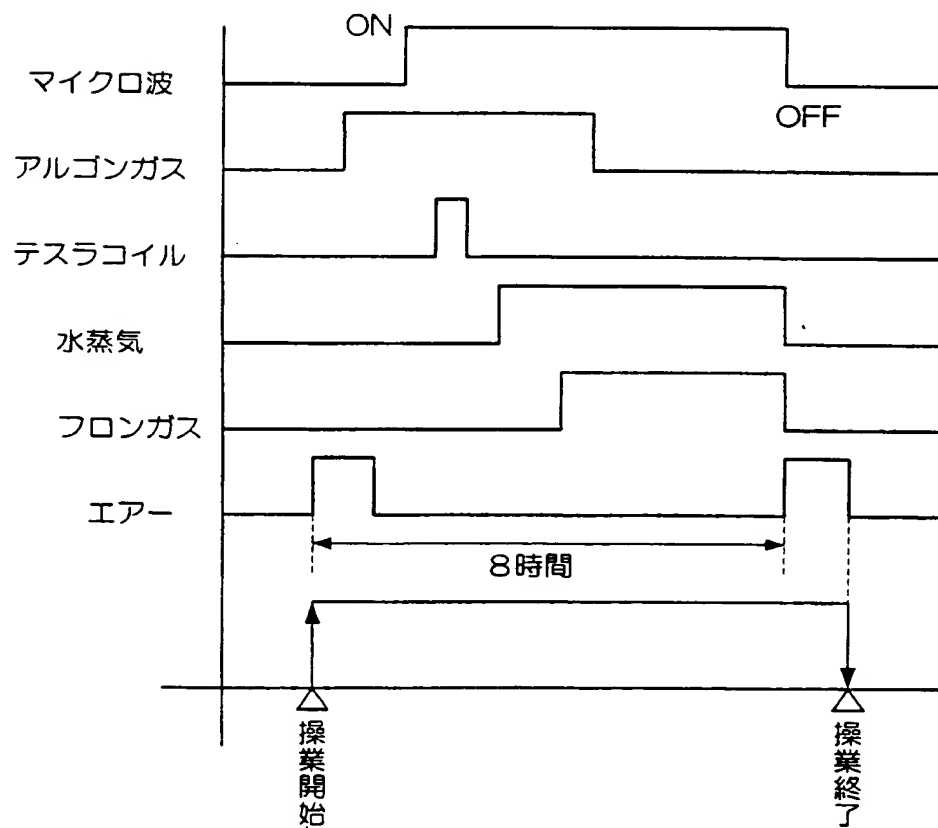 ON
マイクロ波
OFF
アルゴンガス
テスラコイル
水蒸気
フロンガス
エアー
8時間
操業開始
操業終了